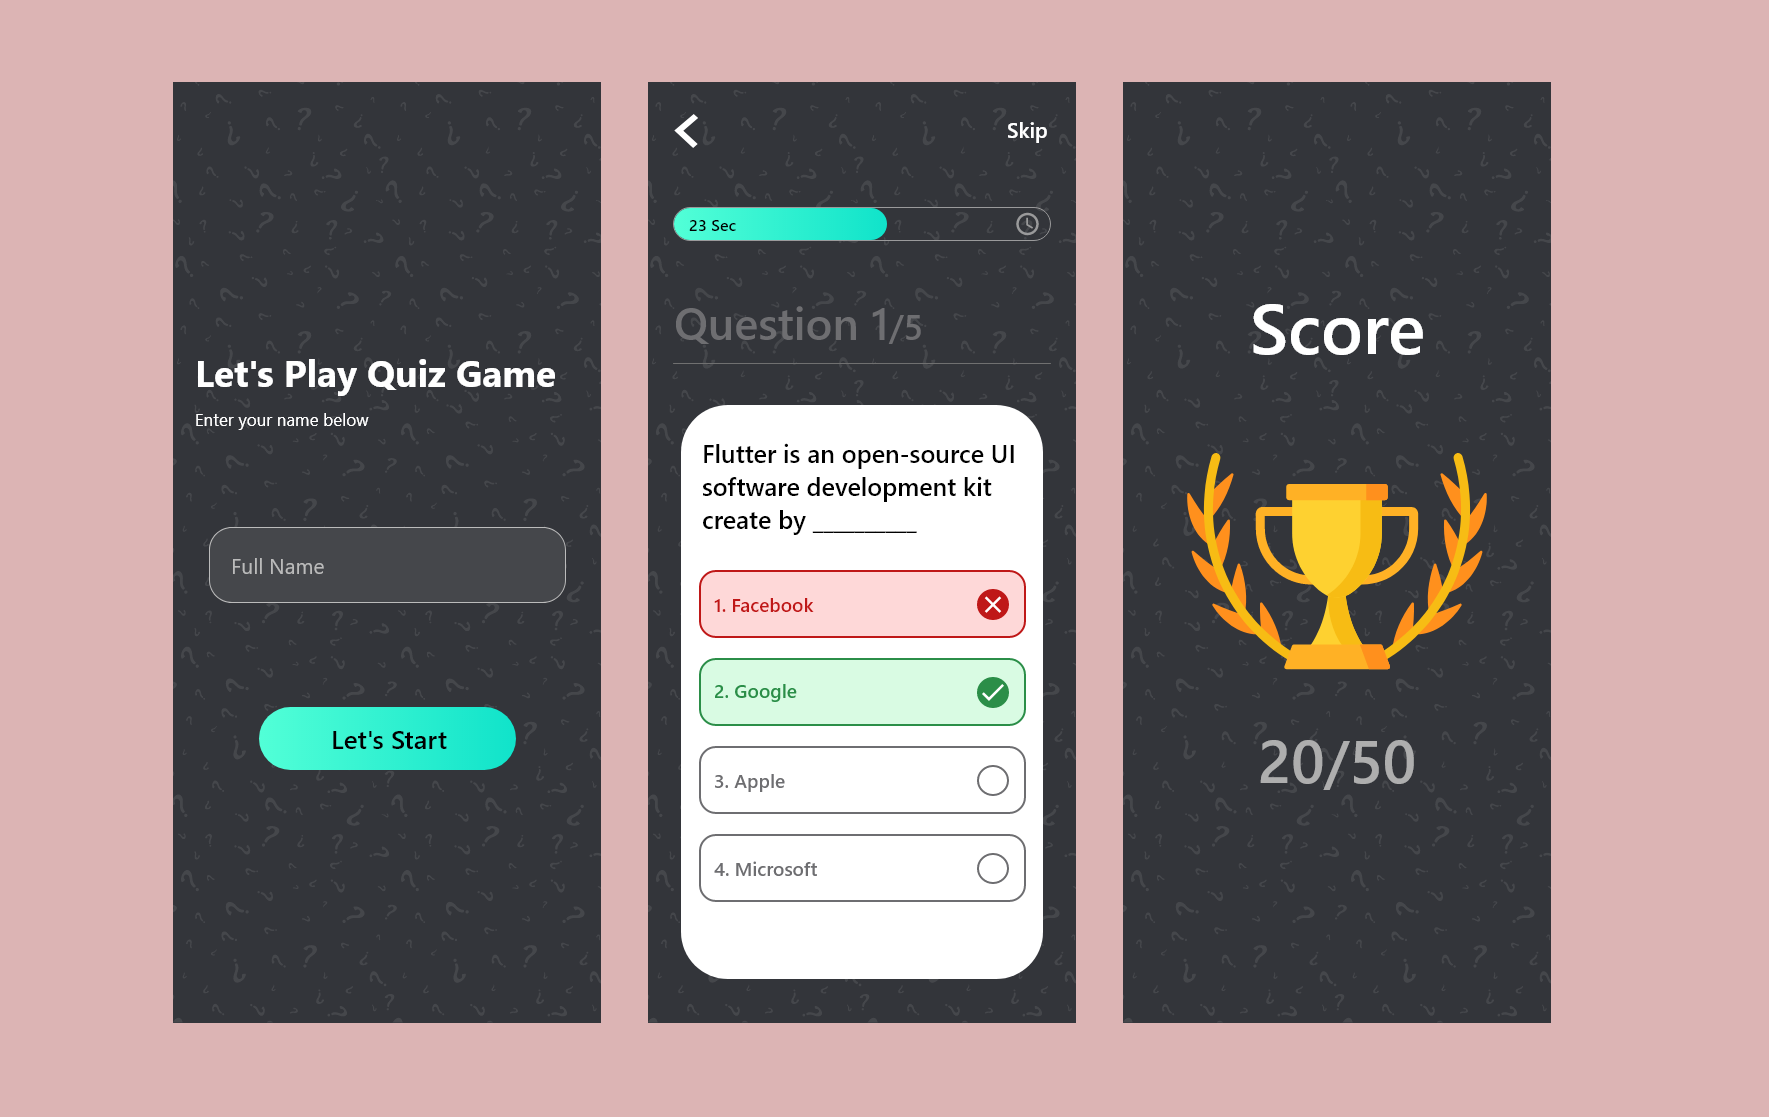 Let's Play Quiz Game
Enter your name below
Full Name
Let's Start
Skip
23 Sec
Question 1/5
Flutter is an open-source UI
software development kit
create by __________
1. Facebook
2. Google
3. Apple
4. Microsoft
Score
20/50